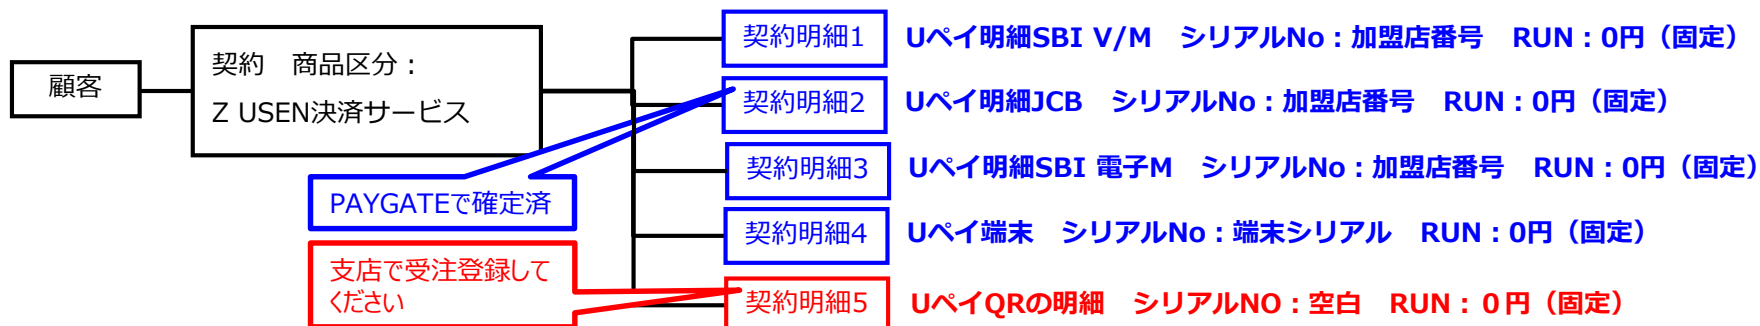 顧客
契約　商品区分：
Z USEN決済サービス
契約明細1　Uペイ明細SBI V/M　シリアルNo：加盟店番号　RUN：0円（固定）
契約明細2　Uペイ明細JCB　シリアルNo：加盟店番号　RUN：0円（固定）
契約明細3　Uペイ明細SBI 電子M　シリアルNo：加盟店番号　RUN：0円（固定）
PAYGATEで確定済
契約明細4　Uペイ端末　シリアルNo：端末シリアル　RUN：0円（固定）
支店で受注登録して
ください
契約明細5　UペイQRの明細　シリアルNO：空白　RUN：０円（固定）